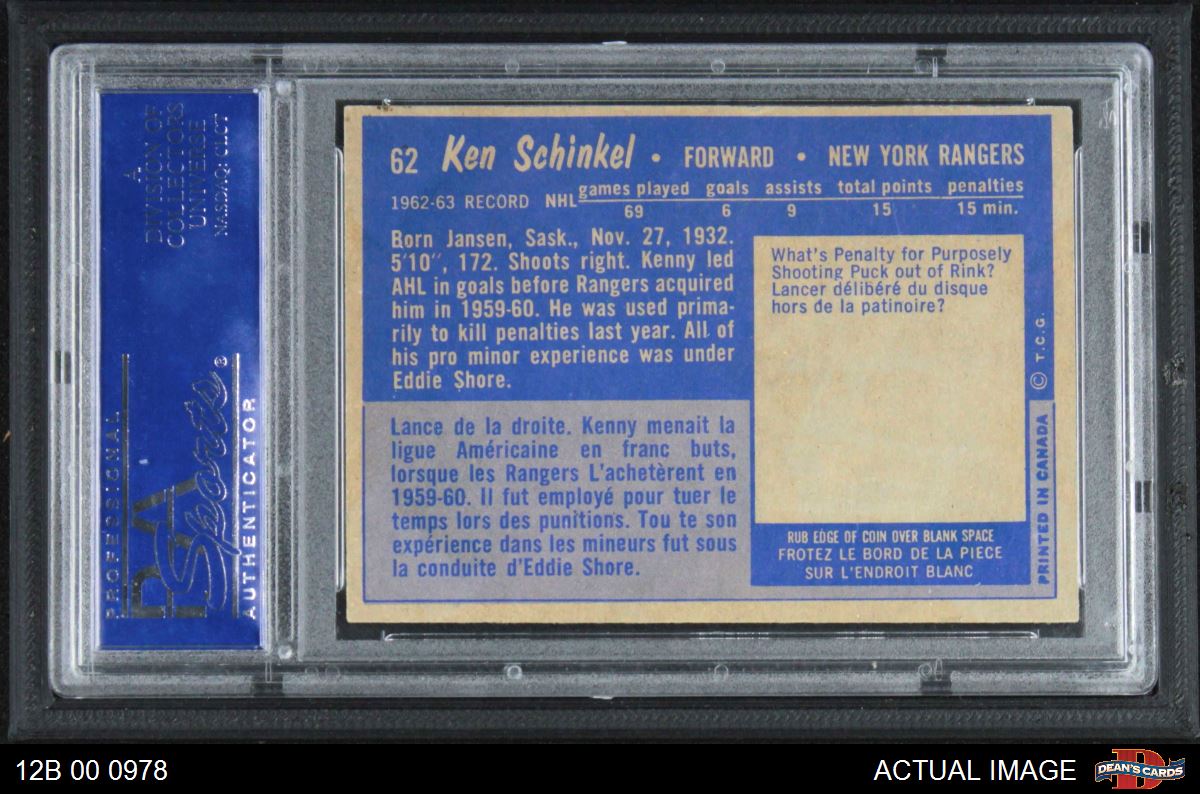 A
DIVISION OF
COLLECTORS
UNIVERSE
NASDAQ: CLCT
PROFESSIONAL
PSA
Sports®
AUTHENTICATOR
62 Ken Schinkel • FORWARD • NEW YORK RANGERS
1962-63 RECORD NHL games played goals assists total points penalties
69 6 9 15 15 min.
Born Jansen, Sask., Nov. 27, 1932.
5'10", 172. Shoots right. Kenny led
AHL in goals before Rangers acquired
him in 1959-60. He was used prima-
rily to kill penalties last year. All of
his pro minor experience was under
Eddie Shore.
Lance de la droite. Kenny menait la
ligue Américaine en franc buts,
lorsque les Rangers L'achetèrent en
1959-60. Il fut employé pour tuer le
temps lors des punitions. Tou te son
expérience dans les mineurs fut sous
la conduite d'Eddie Shore.
What's Penalty for Purposely
Shooting Puck out of Rink?
Lancer délibéré du disque
hors de la patinoire?
RUB EDGE OF COIN OVER BLANK SPACE
FROTEZ LE BORD DE LA PIECE
SUR L'ENDROIT BLANC
© T.C.G.
PRINTED IN CANADA
12B 00 0978
ACTUAL IMAGE
D
DEAN'S CARDS